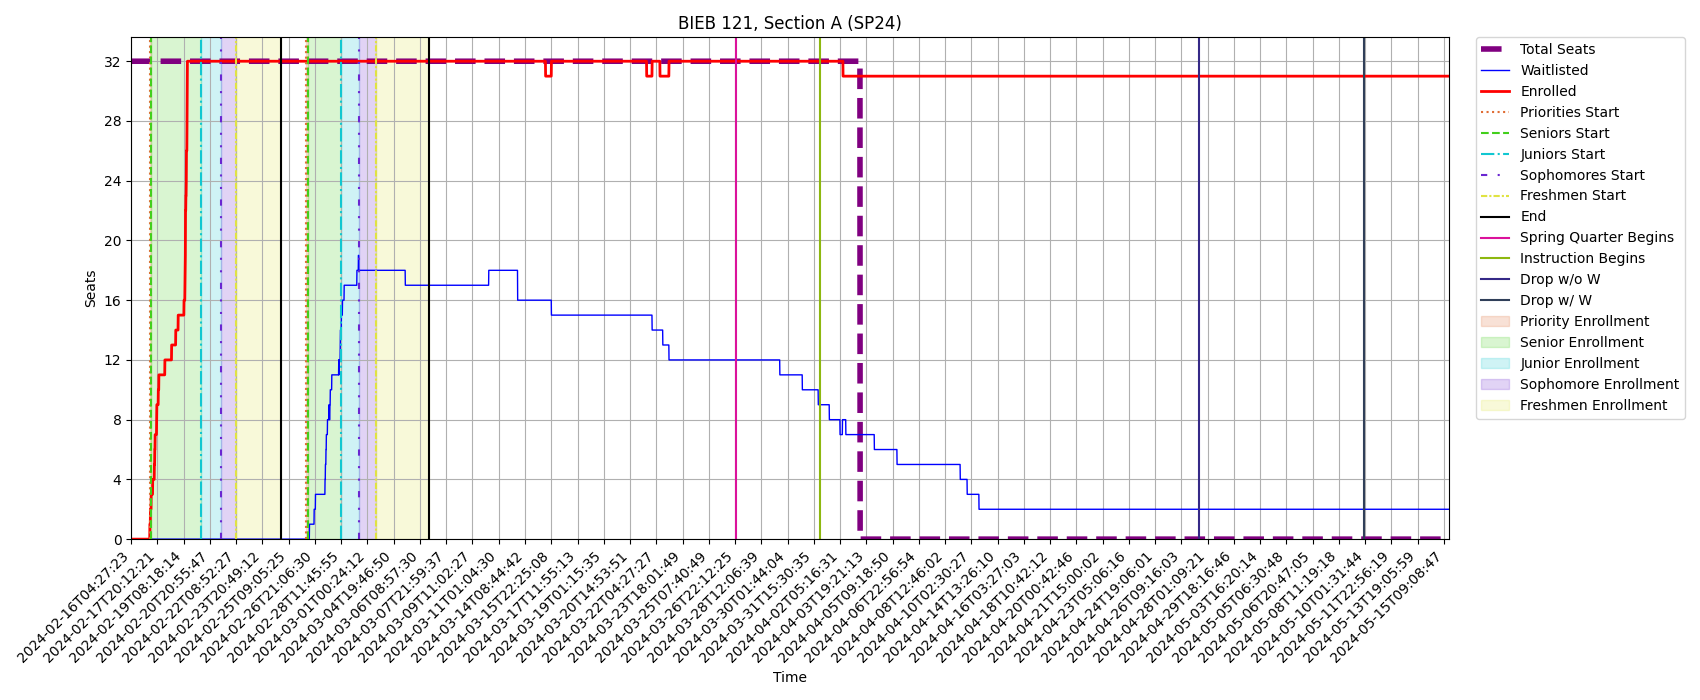 BIEB 121, Section A (SP24)
Seats
32
28
24
20
16
12
8
4
0
2024-02-16T04:27:23
2024-02-17T20:12:21
2024-02-19T08:18:14
2024-02-20T20:55:47
2024-02-22T08:52:27
2024-02-23T20:49:12
2024-02-25T09:05:25
2024-02-26T21:06:30
2024-02-28T11:45:55
2024-03-01T00:24:12
2024-03-04T19:46:50
2024-03-06T08:57:30
2024-03-07T21:59:37
2024-03-09T11:02:27
2024-03-11T01:04:30
2024-03-14T08:44:42
2024-03-15T22:25:08
2024-03-17T11:55:13
2024-03-19T01:15:35
2024-03-20T14:53:51
2024-03-22T04:27:27
2024-03-23T18:01:49
2024-03-25T07:40:49
2024-03-26T22:12:25
2024-03-28T12:06:39
2024-03-30T01:44:04
2024-03-31T15:30:35
2024-04-02T05:16:31
2024-04-03T19:21:13
2024-04-05T09:18:50
2024-04-06T22:56:54
2024-04-08T12:46:02
2024-04-10T02:30:27
2024-04-14T13:26:10
2024-04-16T03:27:03
2024-04-18T10:42:12
2024-04-20T00:42:46
2024-04-21T15:00:02
2024-04-23T05:06:16
2024-04-24T19:06:01
2024-04-26T09:16:03
2024-04-28T01:09:21
2024-04-29T18:16:46
2024-05-03T16:20:14
2024-05-05T06:30:48
2024-05-06T20:47:05
2024-05-08T11:19:18
2024-05-10T01:31:44
2024-05-11T22:56:19
2024-05-13T19:05:59
2024-05-15T09:08:47
Time
Total Seats
Waitlisted
Enrolled
Priorities Start
Seniors Start
Juniors Start
Sophomores Start
Freshmen Start
End
Spring Quarter Begins
Instruction Begins
Drop w/o W
Drop w/ W
Priority Enrollment
Senior Enrollment
Junior Enrollment
Sophomore Enrollment
Freshmen Enrollment